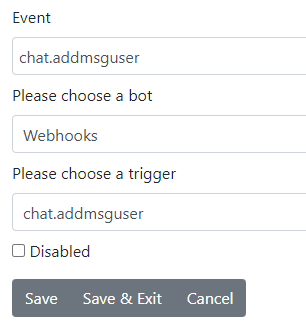 Event
chat.addmsguser
Please choose a bot
Webhooks
Please choose a trigger
chat.addmsguser
Disabled
Save Save & Exit Cancel